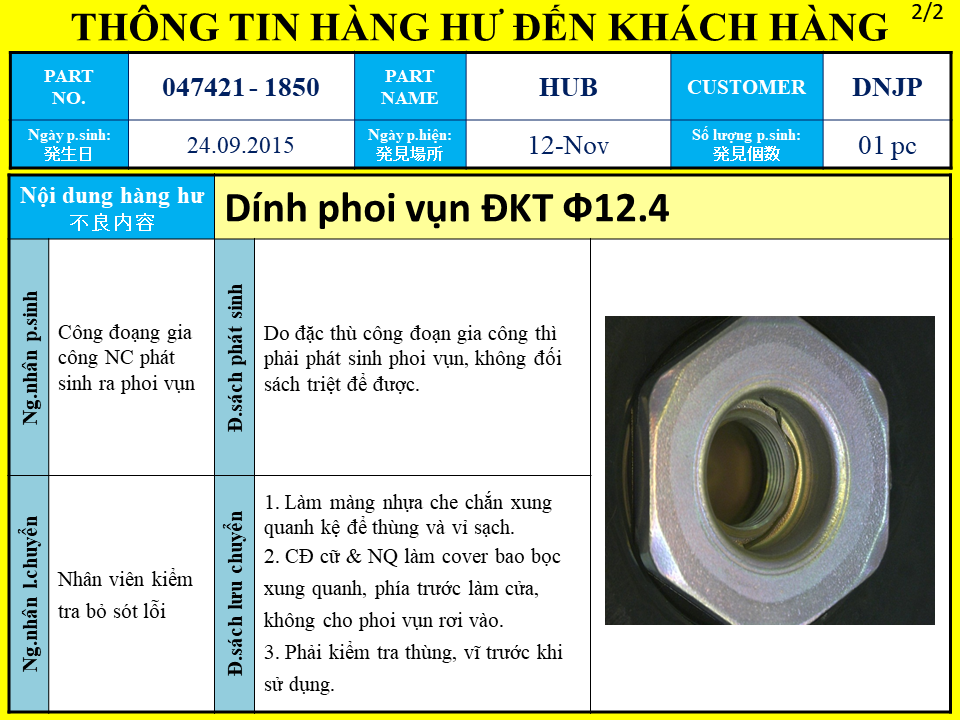 THÔNG TIN HÀNG HƯ ĐẾN KHÁCH HÀNG
2/2
PART NO.
047421 - 1850
PART NAME
HUB
CUSTOMER
DNJP
Ngày p.sinh:
発生日
24.09.2015
Ngày p.hiện:
発見場所
12-Nov
Số lượng p.sinh:
発見個数
01 pc
Nội dung hàng hư
不良内容
Dính phoi vụn ĐKT Φ12.4
Ng.nhân p.sinh
Công đoạng gia
công NC phát
sinh ra phoi vụn
Đ.sách phát sinh
Do đặc thù công đoạn gia công thì
phải phát sinh phoi vụn, không đối
sách triệt để được.
Ng.nhân l.chuyền
Nhân viên kiểm
tra bỏ sót lỗi
Đ.sách lưu chuyển
1. Làm màng nhựa che chắn xung
quanh kệ để thùng và vỉ sạch.
2. CĐ cữ & NQ làm cover bao bọc
xung quanh, phía trước làm cửa,
không cho phoi vụn rơi vào.
3. Phải kiểm tra thùng, vĩ trước khi
sử dụng.